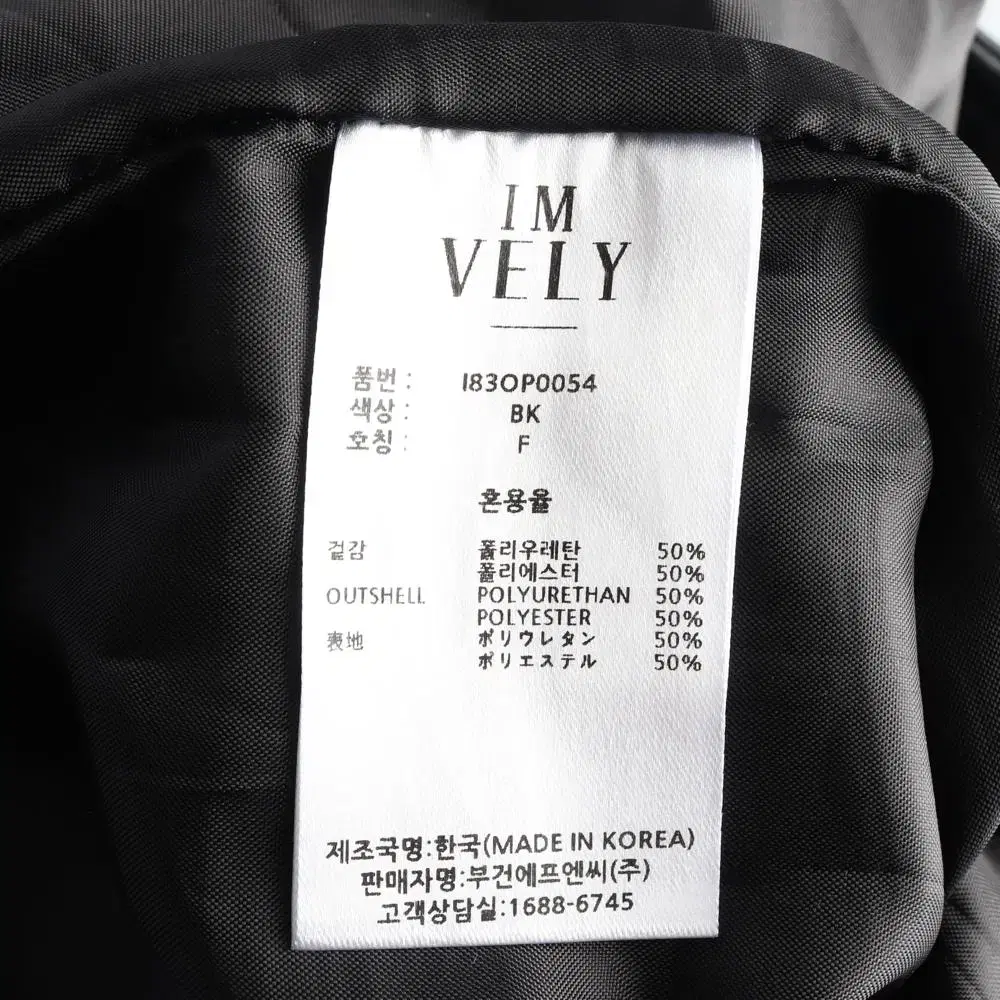 IM
VELY
품번 : I83OP0054
색상 : BK
호칭 : F
혼용율
겉감 폴리우레탄 50%
폴리에스터 50%
OUTSHELL POLYURETHAN 50%
POLYESTER 50%
表地 ポリウレタン 50%
ポリエステル 50%
제조국명:한국(MADE IN KOREA)
판매자명:부건에프엔씨(주)
고객상담실:1688-6745